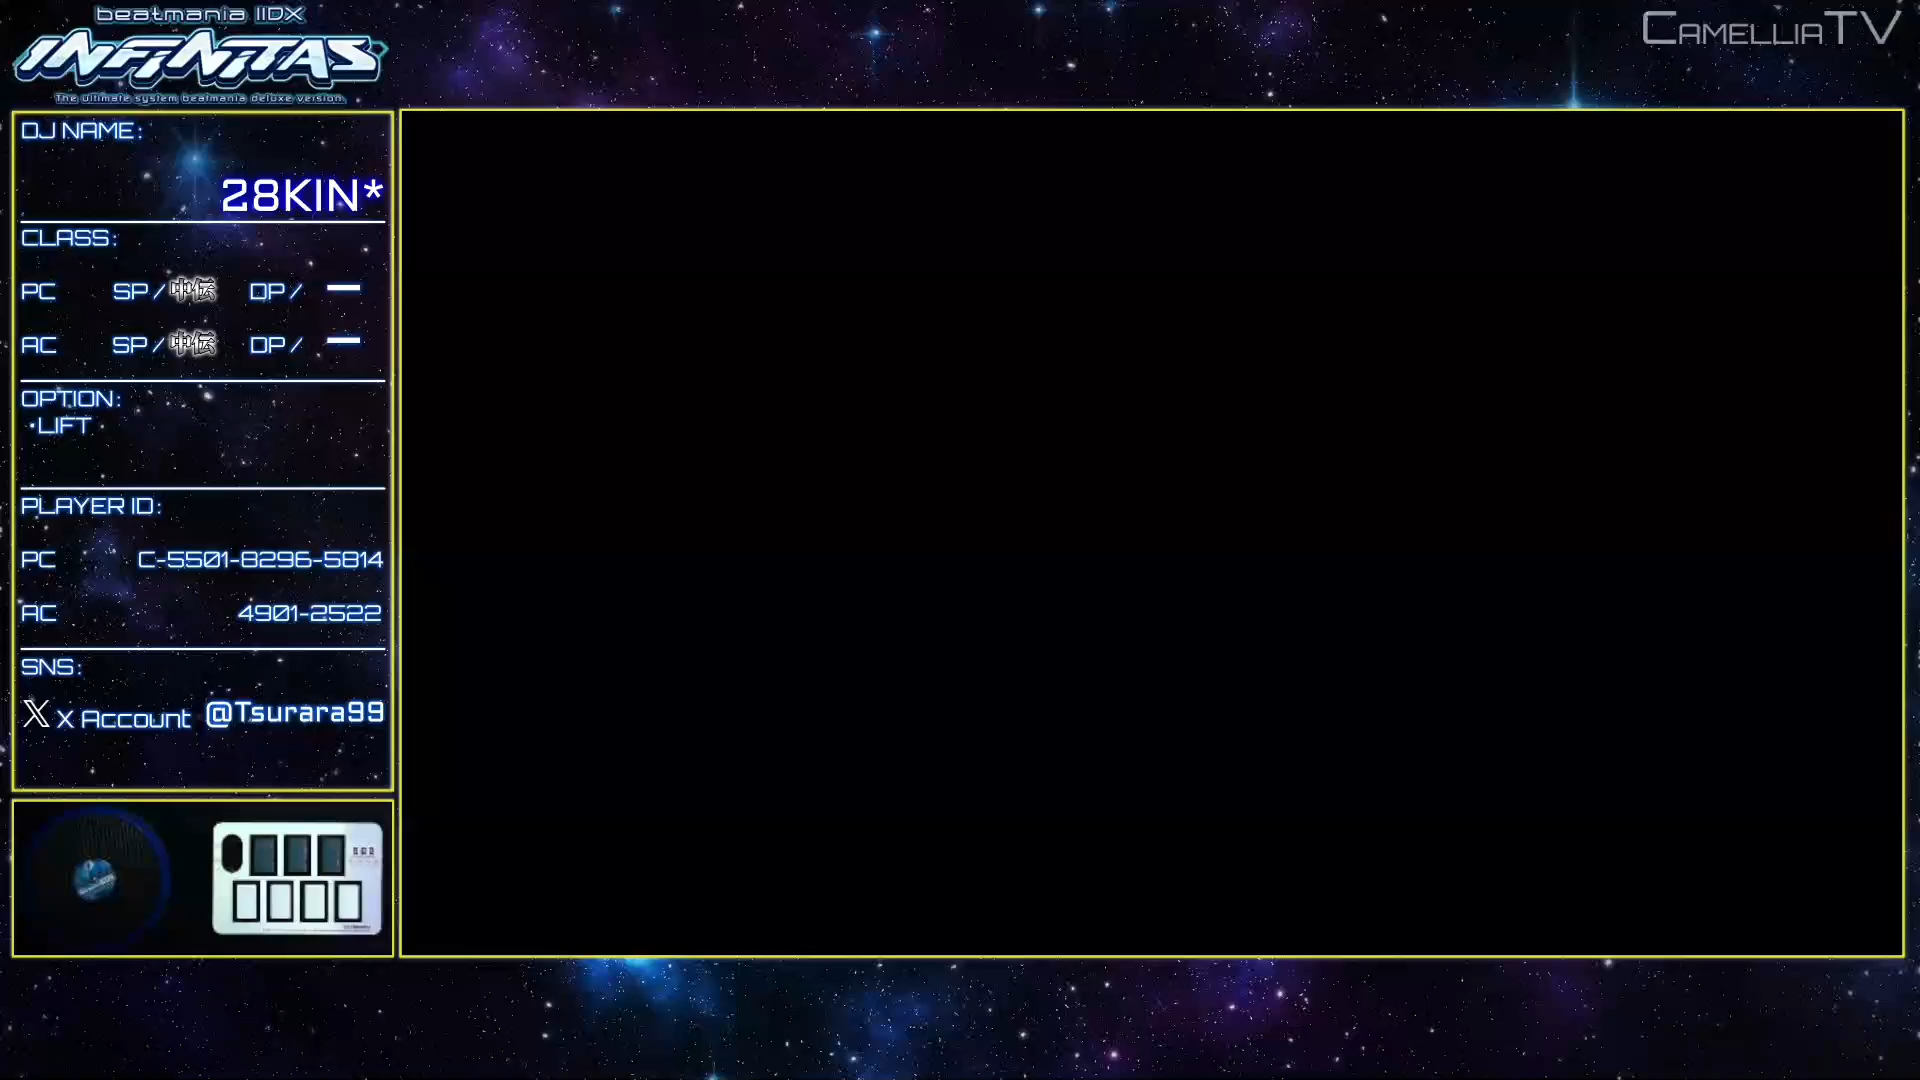 beatmania IIDX
INFINITAS
The ultimate system beatmania deluxe version.
CAMELLIATV
DJ NAME:
28KIN*
CLASS:
PC SP/中伝 DP/ ー
AC SP/中伝 DP/ ー
OPTION:
・LIFT
PLAYER ID:
PC C-5501-8296-5814
AC 4901-2522
SNS:
X X Account @Tsurara99